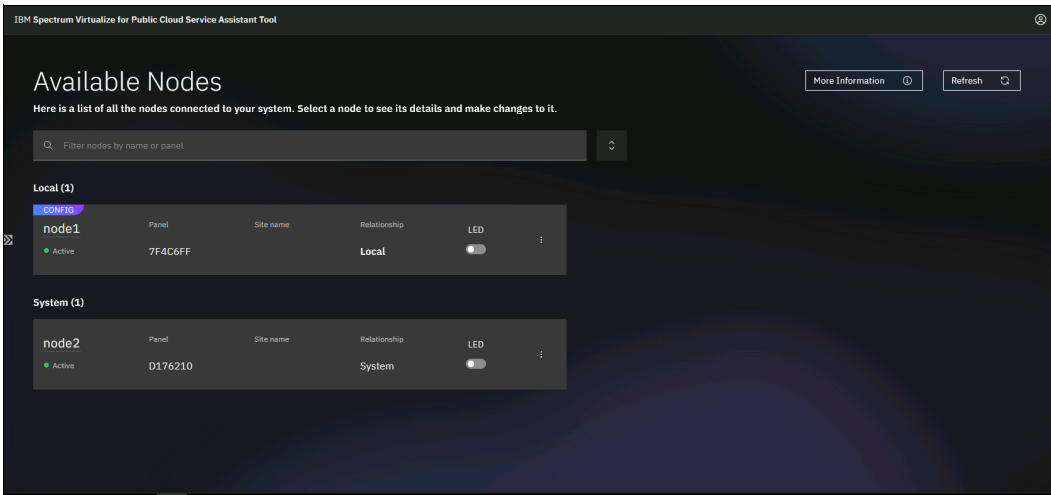 IBM Spectrum Virtualize for Public Cloud Service Assistant Tool
Available Nodes
More Information
Refresh
Here is a list of all the nodes connected to your system. Select a node to see its details and make changes to it.
Filter nodes by name or panel
Local (1)
CONFIG
node1
Panel
Site name
Relationship
LED
Active
7F4C6FF
Local
System (1)
node2
Panel
Site name
Relationship
LED
Active
D176210
System